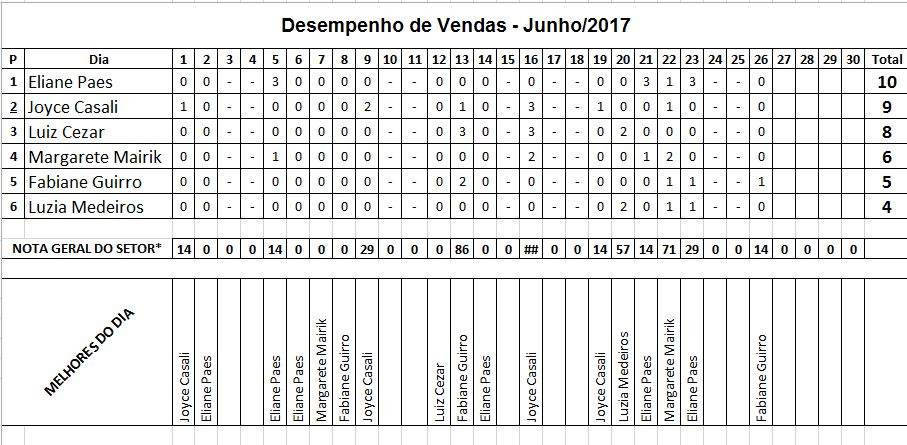 Desempenho de Vendas - Junho/2017
P Dia 1 2 3 4 5 6 7 8 9 10 11 12 13 14 15 16 17 18 19 20 21 22 23 24 25 26 27 28 29 30 Total
1 Eliane Paes 0 0 - - 3 0 0 0 0 - - 0 0 0 - 0 - - 0 0 3 1 3 - - 0 10
2 Joyce Casali 1 0 - - 0 0 0 0 2 - - 0 1 0 - 3 - - 1 0 0 1 0 - - 0 9
3 Luiz Cezar 0 0 - - 0 0 0 0 0 - - 0 3 0 - 3 - - 0 2 0 0 0 - - 0 8
4 Margarete Mairik 0 0 - - 1 0 0 0 0 - - 0 0 0 - 2 - - 0 0 1 2 0 - - 0 6
5 Fabiane Guirro 0 0 - - 0 0 0 0 0 - - 0 2 0 - 0 - - 0 0 0 1 1 - - 1 5
6 Luzia Medeiros 0 0 - - 0 0 0 0 0 - - 0 0 0 - 0 - - 0 2 0 1 1 - - 0 4
NOTA GERAL DO SETOR* 14 0 0 0 14 0 0 0 29 0 0 0 86 0 0 ## 0 0 14 57 14 71 29 0 0 14 0 0 0 0
MELHORES DO DIA
Joyce Casali
Eliane Paes
Eliane Paes
Eliane Paes
Margarete Mairik
Fabiane Guirro
Joyce Casali
Luiz Cezar
Fabiane Guirro
Eliane Paes
Joyce Casali
Joyce Casali
Luzia Medeiros
Eliane Paes
Margarete Mairik
Eliane Paes
Fabiane Guirro